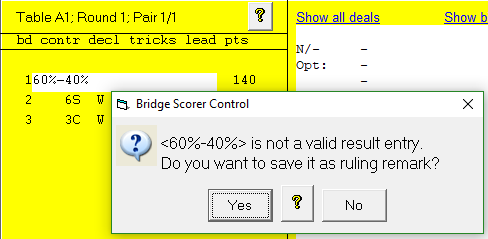 Table A1; Round 1; Pair 1/1
?
Show all deals
Show b
bd contr decl tricks lead pts
N/- -
Opt: -
-
160%-40% 140
2 6S W
3 3C W
Bridge Scorer Control
<60%-40%> is not a valid result entry.
Do you want to save it as ruling remark?
Yes
?
No